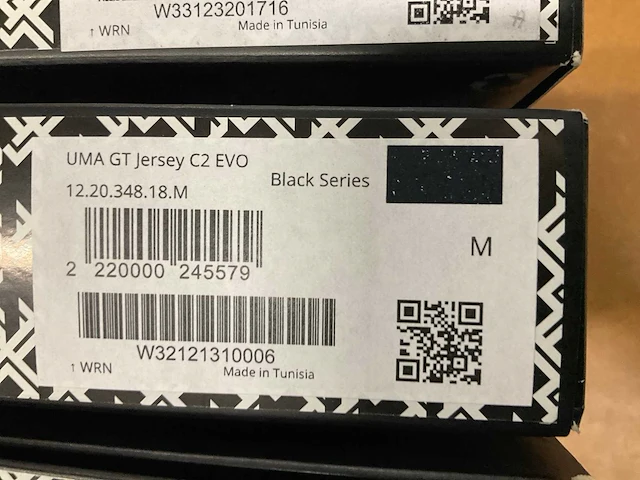 W33123201716
↑ WRN
Made in Tunisia
UMA GT Jersey C2 EVO
12.20.348.18.M
Black Series
M
2 220000 245579
W32121310006
↑ WRN
Made in Tunisia